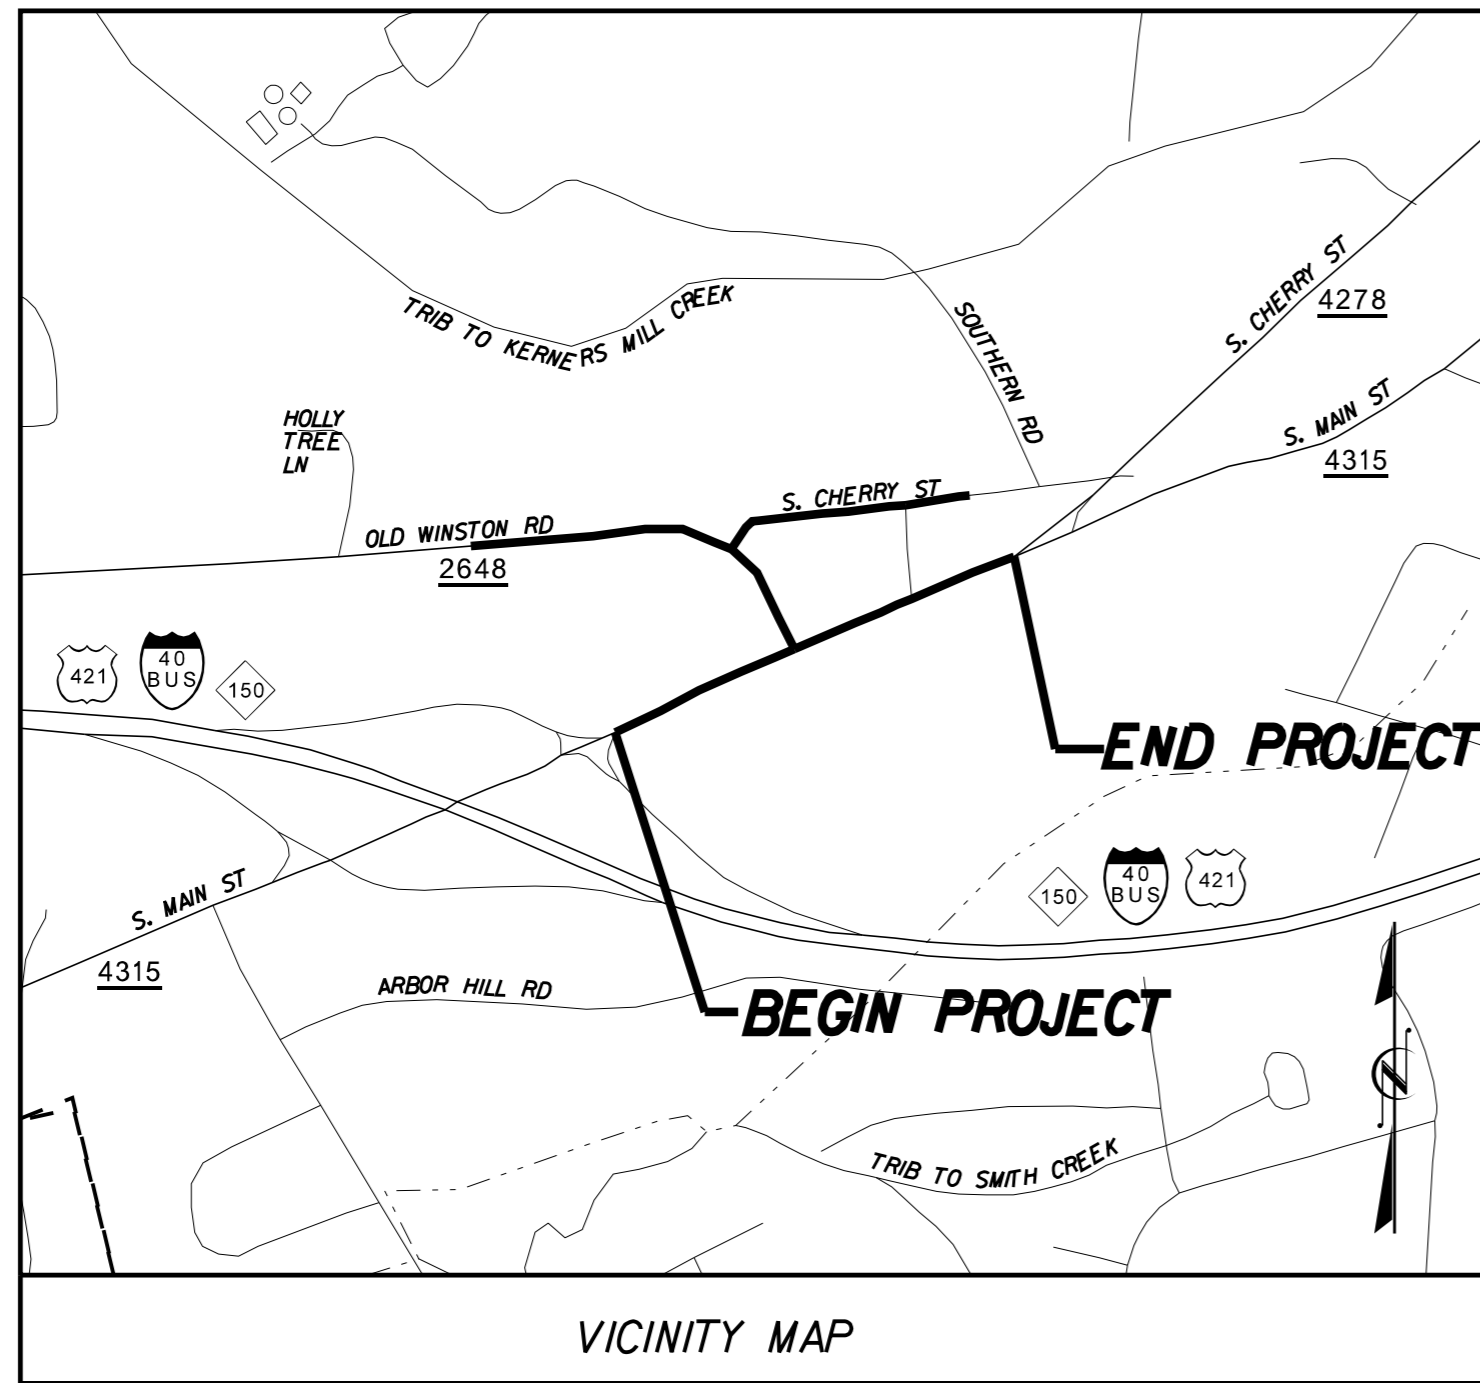 TRIB TO KERNERS MILL CREEK
SOUTHERN RD
S. CHERRY ST
4278
S. MAIN ST
4315
HOLLY
TREE
LN
OLD WINSTON RD
2648
S. CHERRY ST
421
40
BUS
150
END PROJECT
150
40
BUS
421
S. MAIN ST
4315
ARBOR HILL RD
BEGIN PROJECT
N
TRIB TO SMITH CREEK
VICINITY MAP